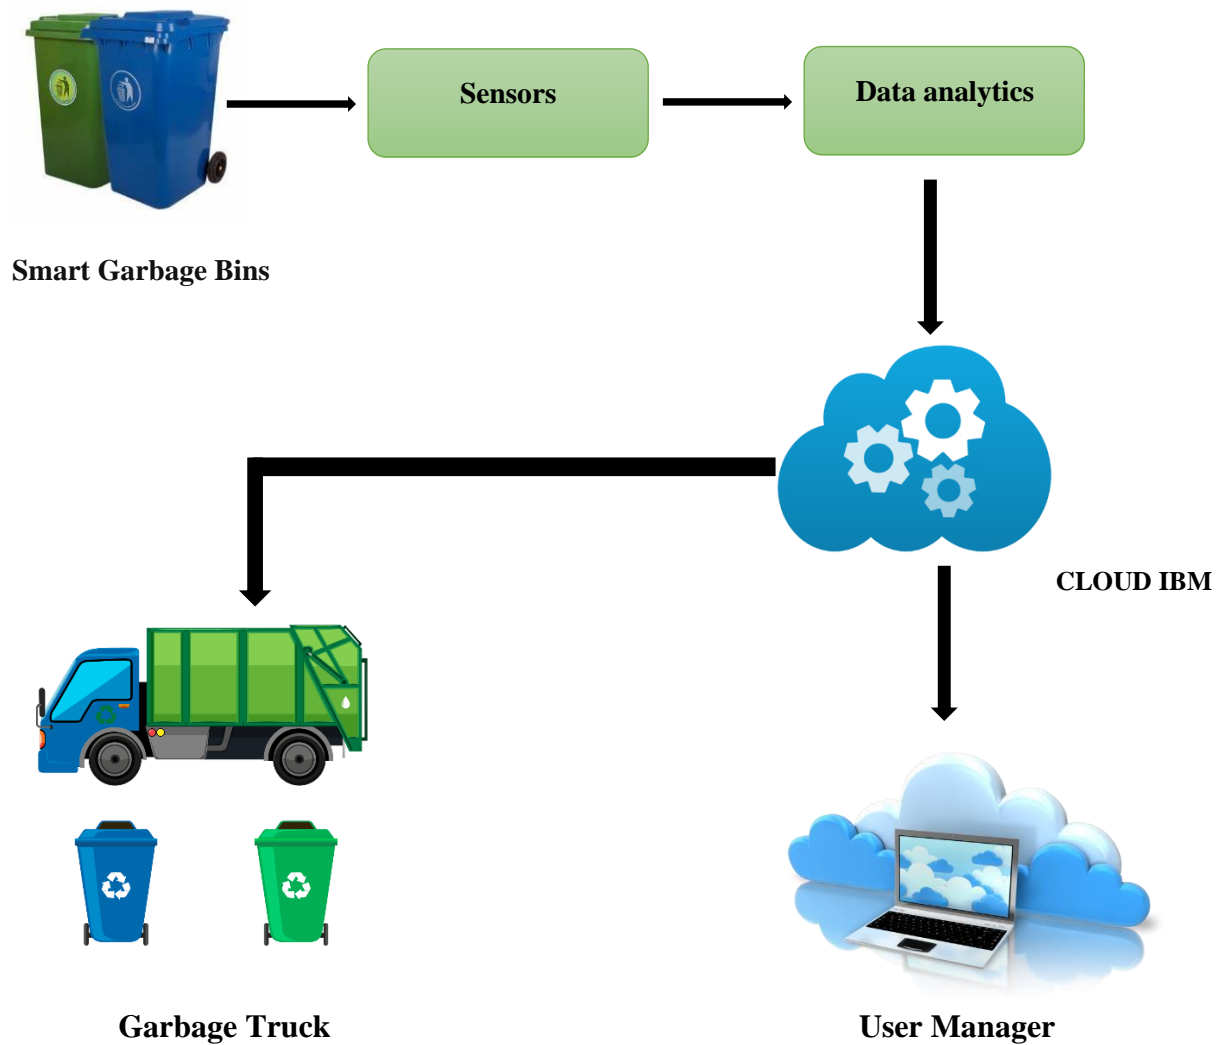 Sensors
Data analytics
Smart Garbage Bins
CLOUD IBM
Garbage Truck
User Manager